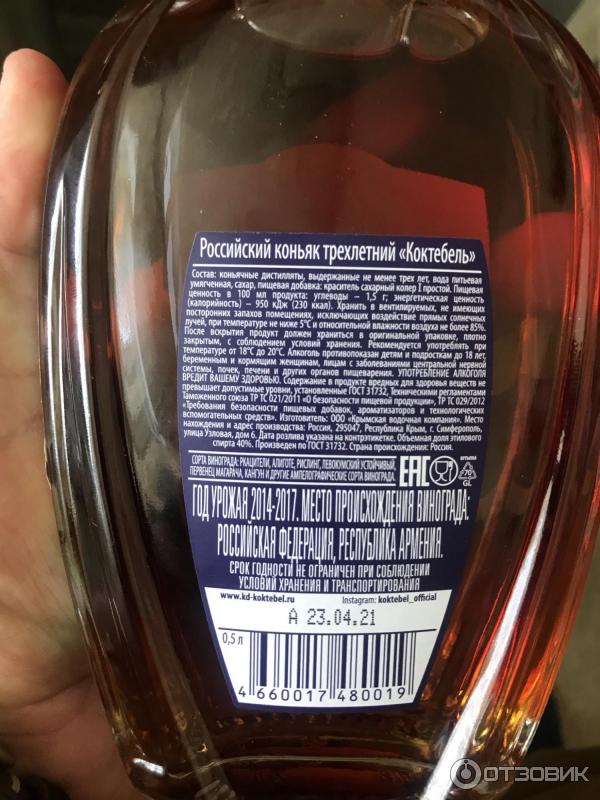 Российский коньяк трехлетний «Коктебель»
Состав: коньячные дистилляты, выдержанные не менее трех лет, вода питьевая
умягченная, сахар, пищевая добавка: краситель сахарный колер I простой. Пищевая
ценность в 100 мл продукта: углеводы – 1,5 г; энергетическая ценность
(калорийность) – 950 кДж (230 ккал). Хранить в вентилируемых, не имеющих
посторонних запахов помещениях, исключающих воздействие прямых солнечных
лучей, при температуре не ниже 5°С и относительной влажности воздуха не более 85%.
После вскрытия продукт должен храниться в оригинальной упаковке, плотно
закрытым, с соблюдением условий хранения. Рекомендуется употреблять при
температуре от 18°С до 20°С. Алкоголь противопоказан детям и подросткам до 18 лет,
беременным и кормящим женщинам, лицам с заболеваниями центральной нервной
системы, почек, печени и других органов пищеварения. УПОТРЕБЛЕНИЕ АЛКОГОЛЯ
ВРЕДИТ ВАШЕМУ ЗДОРОВЬЮ. Содержание в продукте вредных для здоровья веществ не
превышает допустимые уровни, установленные ГОСТ 31732, Техническими регламентами
Таможенного союза ТР ТС 021/2011 «О безопасности пищевой продукции», ТР ТС 029/2012
«Требования безопасности пищевых добавок, ароматизаторов и технологических
вспомогательных средств». Изготовитель: ООО «Крымская водочная компания». Место
нахождения и адрес производства: Россия, 295047, Республика Крым, г. Симферополь,
улица Узловая, дом 6. Дата розлива указана на контрэтикетке. Объемная доля этилового
спирта 40%. Произведен по ГОСТ 31732. Страна происхождения: Россия.
СОРТА ВИНОГРАДА: РКАЦИТЕЛИ, АЛИГОТЕ, РИСЛИНГ, ЛЕВОКУМСКИЙ УСТОЙЧИВЫЙ,
ПЕРВЕНЕЦ МАГАРАЧА, КАНГУН И ДРУГИЕ АМПЕЛОГРАФИЧЕСКИЕ СОРТА ВИНОГРАДА.
EAC
70
GL
ГОД УРОЖАЯ 2014-2017. МЕСТО ПРОИСХОЖДЕНИЯ ВИНОГРАДА:
РОССИЙСКАЯ ФЕДЕРАЦИЯ, РЕСПУБЛИКА АРМЕНИЯ.
СРОК ГОДНОСТИ НЕ ОГРАНИЧЕН ПРИ СОБЛЮДЕНИИ
УСЛОВИЙ ХРАНЕНИЯ И ТРАНСПОРТИРОВАНИЯ
www.kd-koktebel.ru Instagram: koktebel_official
А 23.04.21
0,5 л
4 660017 480019
ОТЗОВИК